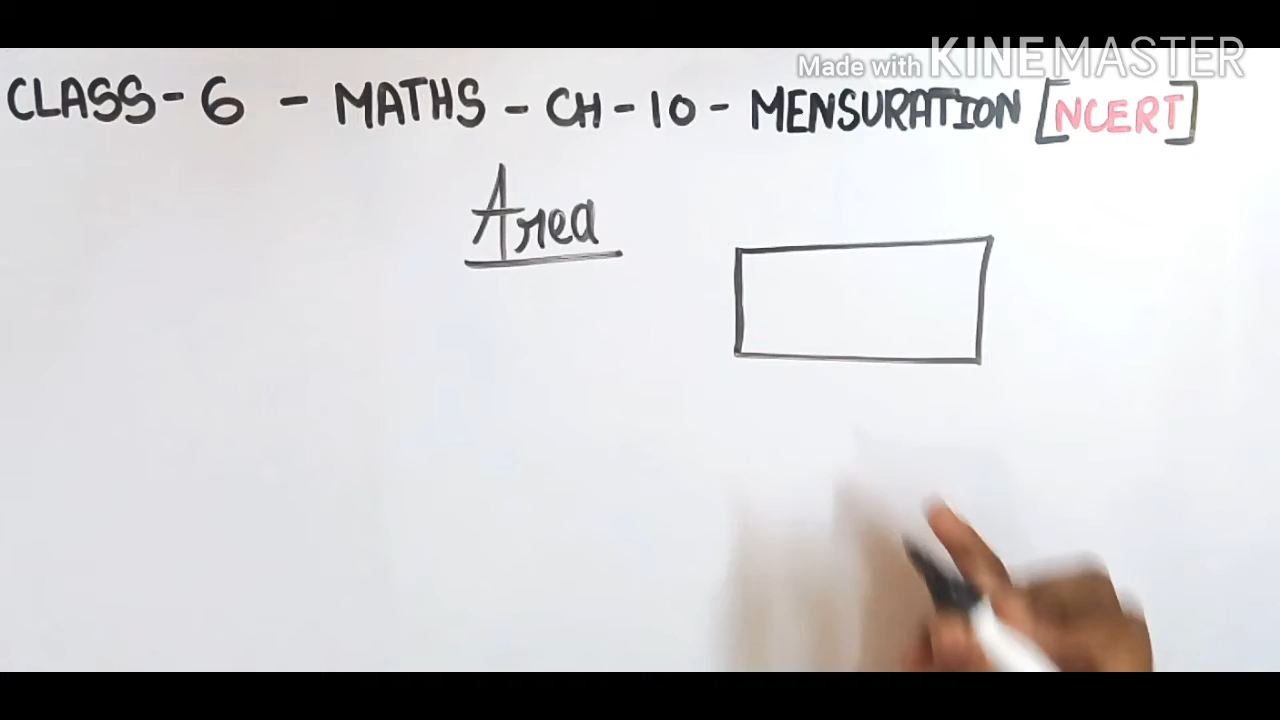 Made with KINEMASTER
CLASS-6 - MATHS - CH-10 - MENSURATION [NCERT]
Area